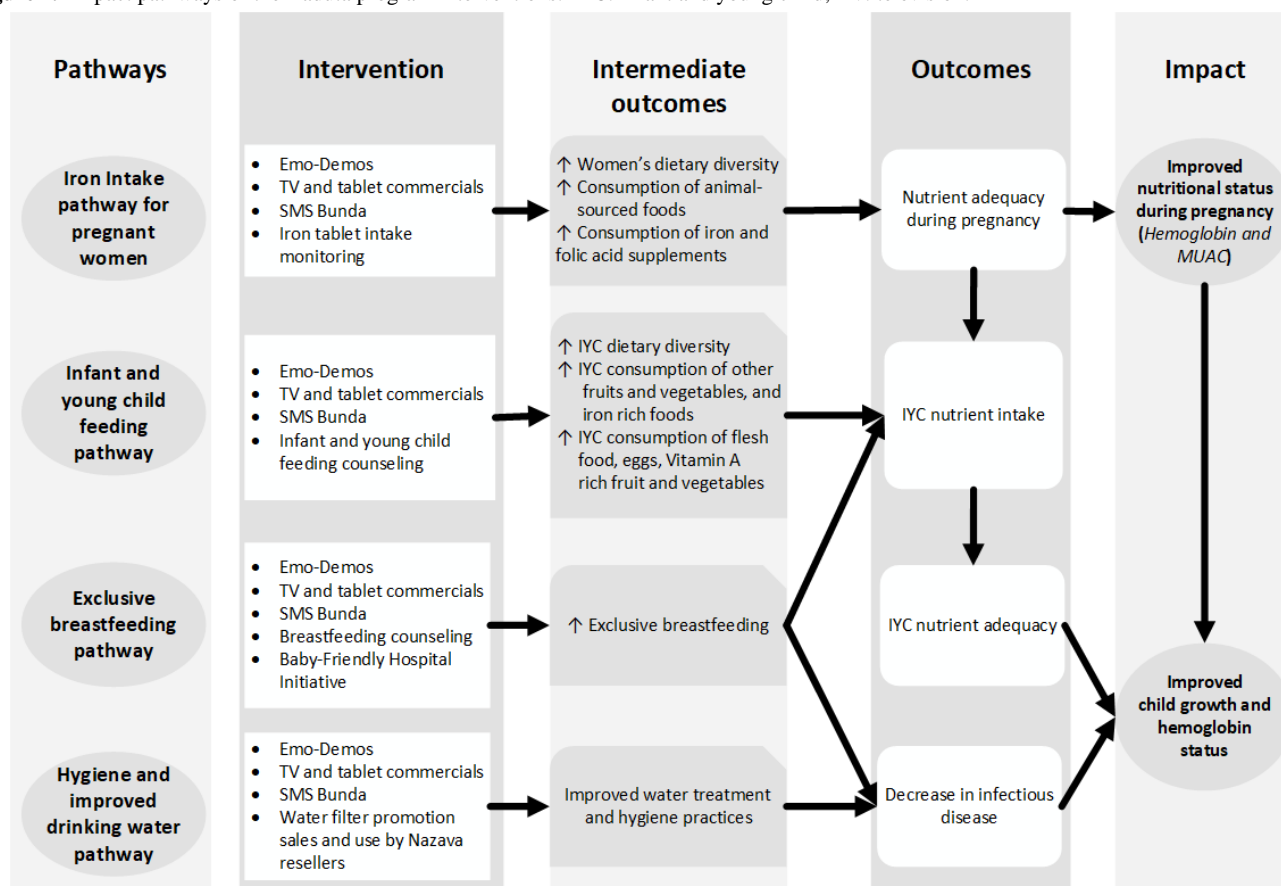 Pathways
Intervention
Intermediate
outcomes
Outcomes
Impact
Iron Intake
pathway for
pregnant
women
• Emo-Demos
• TV and tablet commercials
• SMS Bunda
• Iron tablet intake
monitoring
↑ Women's dietary diversity
↑ Consumption of animal-
sourced foods
↑ Consumption of iron and
folic acid supplements
Nutrient adequacy
during pregnancy
Improved
nutritional status
during pregnancy
(Hemoglobin and
MUAC)
Infant and
young child
feeding
pathway
• Emo-Demos
• TV and tablet commercials
• SMS Bunda
• Infant and young child
feeding counseling
↑ IYC dietary diversity
↑ IYC consumption of other
fruits and vegetables, and
iron rich foods
↑ IYC consumption of flesh
food, eggs, Vitamin A
rich fruit and vegetables
IYC nutrient intake
Exclusive
breastfeeding
pathway
• Emo-Demos
• TV and tablet commercials
• SMS Bunda
• Breastfeeding counseling
• Baby-Friendly Hospital
Initiative
↑ Exclusive breastfeeding
IYC nutrient adequacy
Improved
child growth and
hemoglobin
status
Hygiene and
improved
drinking water
pathway
• Emo-Demos
• TV and tablet commercials
• SMS Bunda
• Water filter promotion
sales and use by Nazava
resellers
Improved water treatment
and hygiene practices
Decrease in infectious
disease